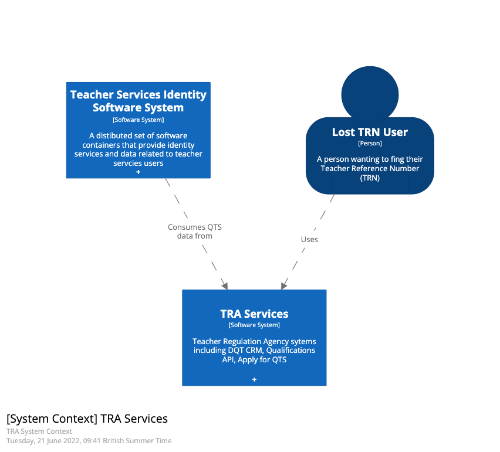 Teacher Services Identity
Software System
[Software System]
A distibuted set of software
containers that provide identity
services and data related to teacher
servcies users
+
Lost TRN User
[Person]
A person wanting to fing their
Teacher Reference Number
(TRN)
Consumes QTS
data from
Uses
TRA Services
[Software System]
Teacher Regulation Agency sytems
including DQT CRM, Qualifications
API, Apply for QTS
+
[System Context] TRA Services
TRA System Context
Tuesday, 21 June 2022, 09:41 British Summer Time